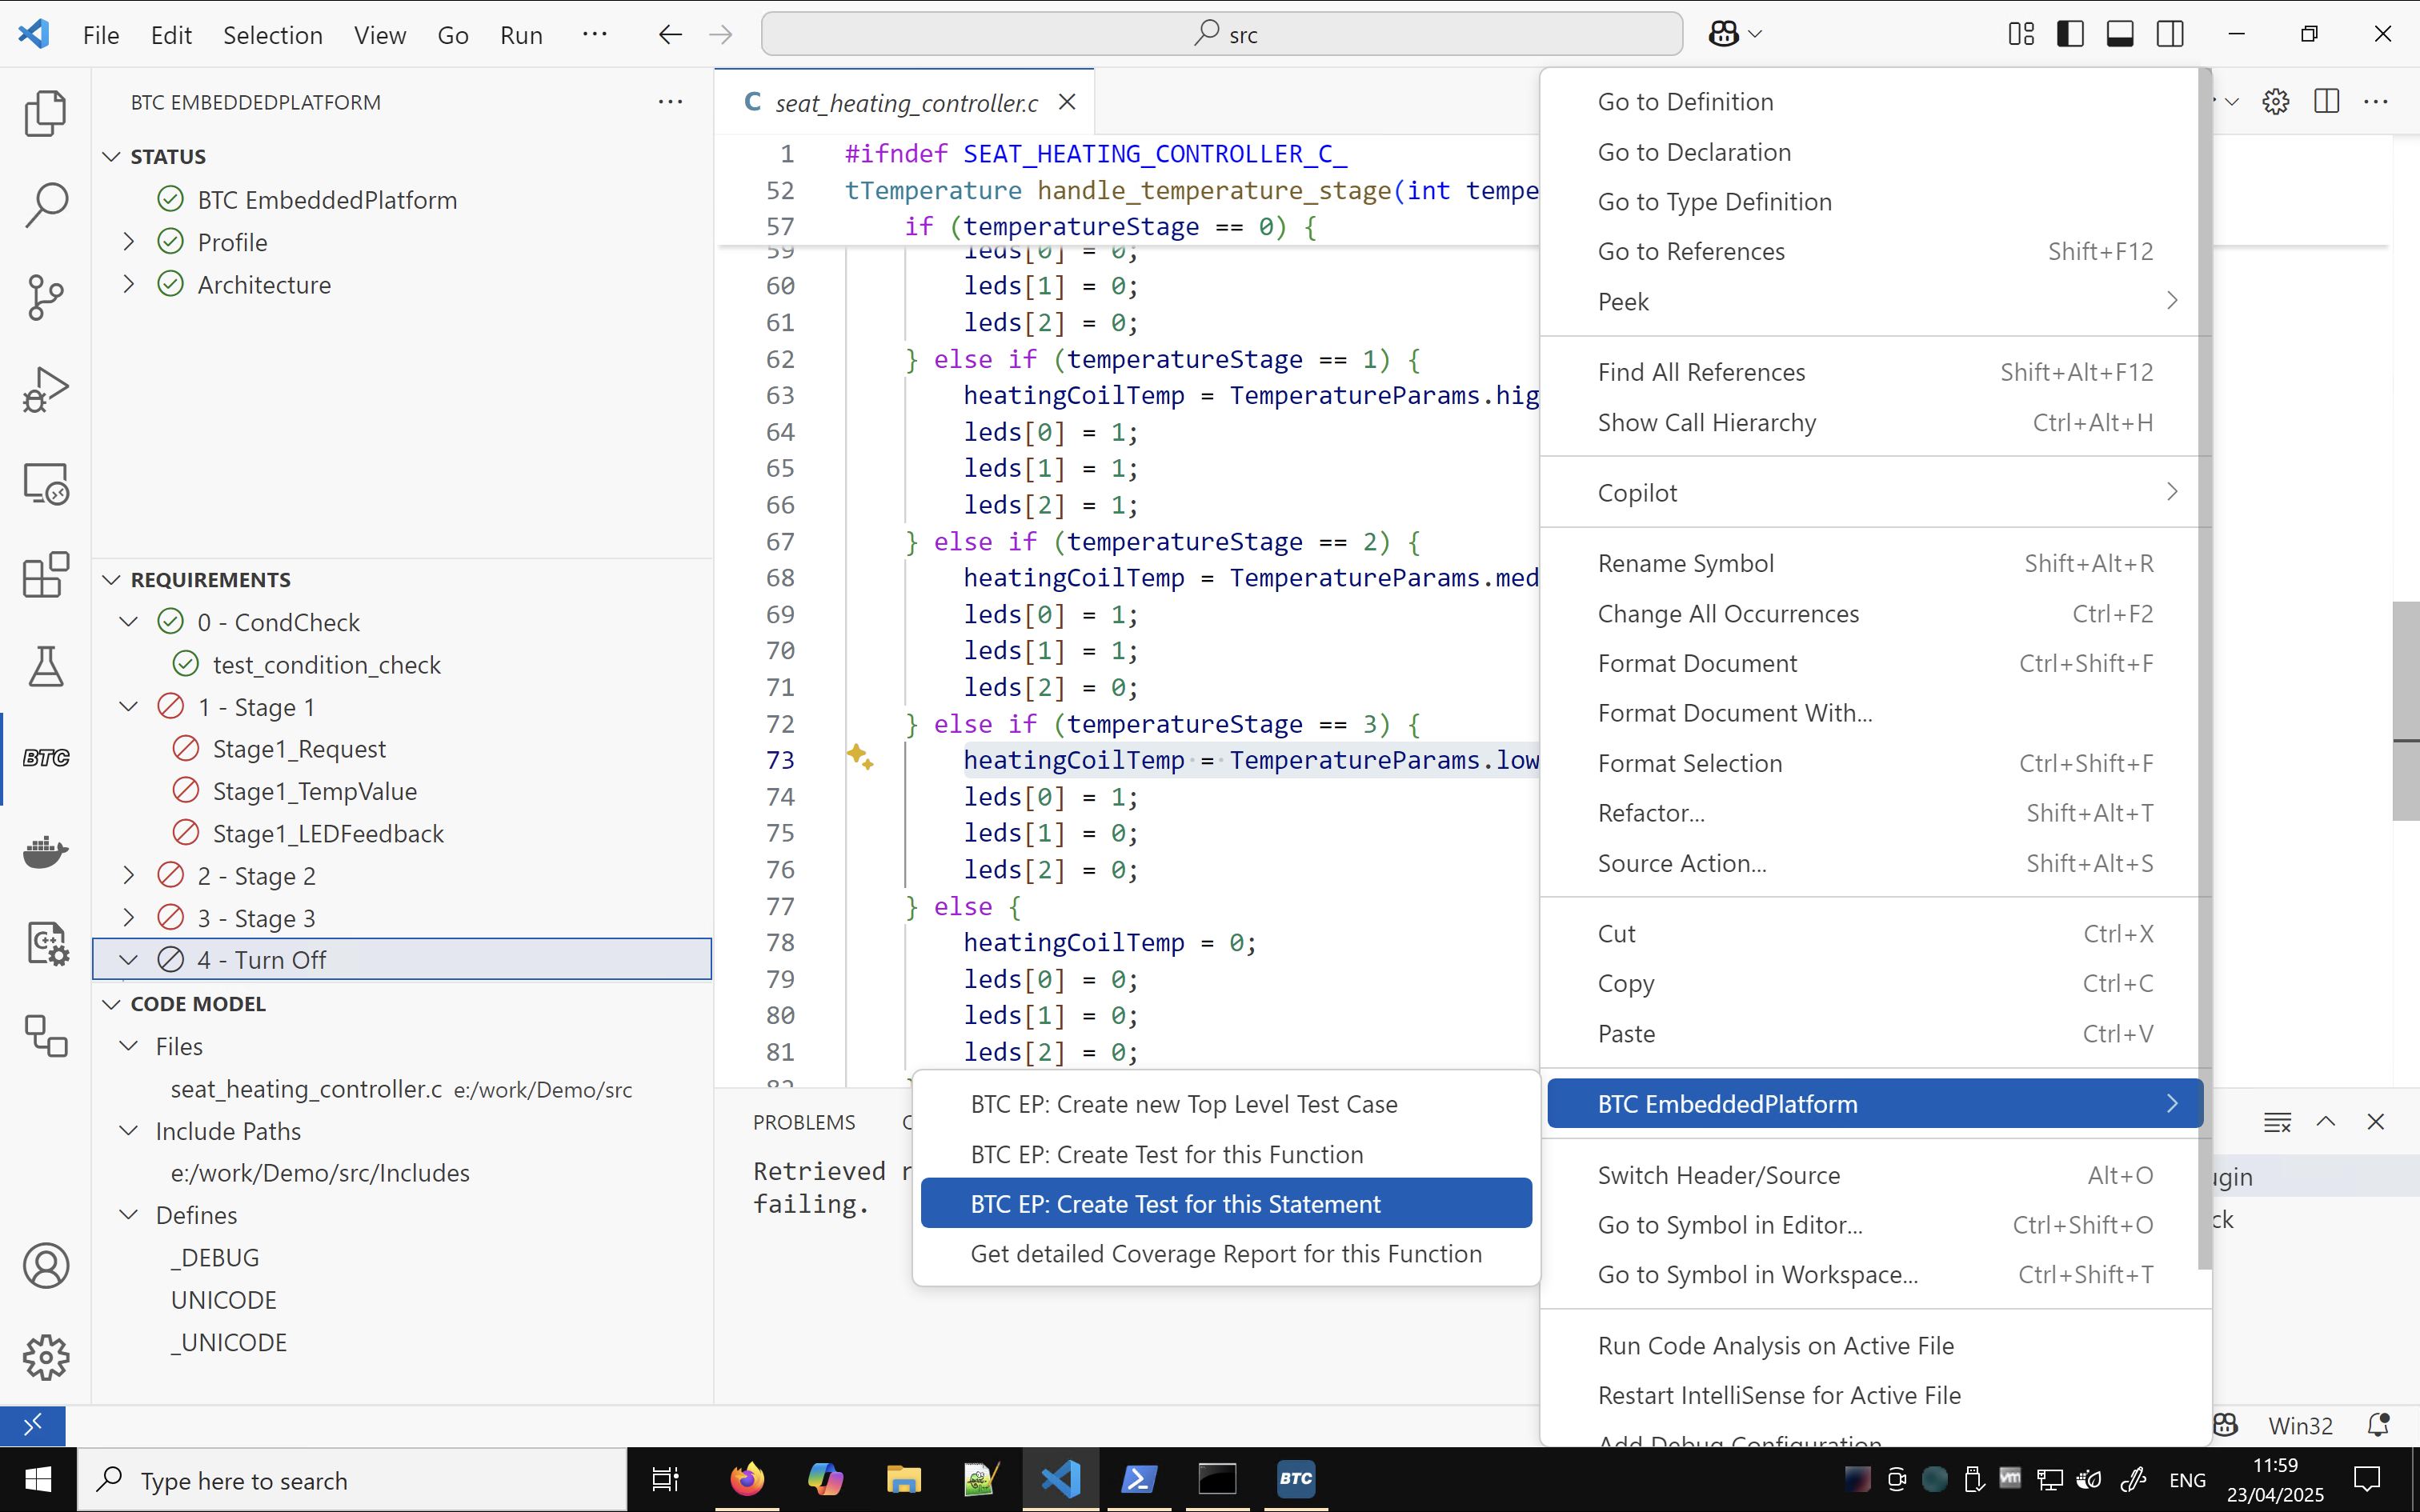 File Edit Selection View Go Run ···
src
BTC EMBEDDEDPLATFORM
STATUS
BTC EmbeddedPlatform
Profile
Architecture
REQUIREMENTS
0 - CondCheck
test_condition_check
1 - Stage 1
Stage1_Request
Stage1_TempValue
Stage1_LEDFeedback
2 - Stage 2
3 - Stage 3
4 - Turn Off
CODE MODEL
Files
seat_heating_controller.c e:/work/Demo/src
Include Paths
e:/work/Demo/src/Includes
Defines
_DEBUG
UNICODE
_UNICODE
BTC
C seat_heating_controller.c
1 #ifndef SEAT_HEATING_CONTROLLER_C_
52 tTemperature handle_temperature_stage(int tempe
57 if (temperatureStage == 0) {
59 leds[0] = 0;
60 leds[1] = 0;
61 leds[2] = 0;
62 } else if (temperatureStage == 1) {
63 heatingCoilTemp = TemperatureParams.hig
64 leds[0] = 1;
65 leds[1] = 1;
66 leds[2] = 1;
67 } else if (temperatureStage == 2) {
68 heatingCoilTemp = TemperatureParams.med
69 leds[0] = 1;
70 leds[1] = 1;
71 leds[2] = 0;
72 } else if (temperatureStage == 3) {
73 heatingCoilTemp = TemperatureParams.low
74 leds[0] = 1;
75 leds[1] = 0;
76 leds[2] = 0;
77 } else {
78 heatingCoilTemp = 0;
79 leds[0] = 0;
80 leds[1] = 0;
81 leds[2] = 0;
PROBLEMS
Retrieved
failing.
BTC EP: Create new Top Level Test Case
BTC EP: Create Test for this Function
BTC EP: Create Test for this Statement
Get detailed Coverage Report for this Function
Go to Definition
Go to Declaration
Go to Type Definition
Go to References Shift+F12
Peek
Find All References Shift+Alt+F12
Show Call Hierarchy Ctrl+Alt+H
Copilot
Rename Symbol Shift+Alt+R
Change All Occurrences Ctrl+F2
Format Document Ctrl+Shift+F
Format Document With...
Format Selection Ctrl+Shift+F
Refactor... Shift+Alt+T
Source Action... Shift+Alt+S
Cut Ctrl+X
Copy Ctrl+C
Paste Ctrl+V
BTC EmbeddedPlatform
Switch Header/Source Alt+O
Go to Symbol in Editor... Ctrl+Shift+O
Go to Symbol in Workspace... Ctrl+Shift+T
Run Code Analysis on Active File
Restart IntelliSense for Active File
Add Debug Configuration
ugin
ck
Win32
Type here to search
BTC
vm
ENG
11:59
23/04/2025